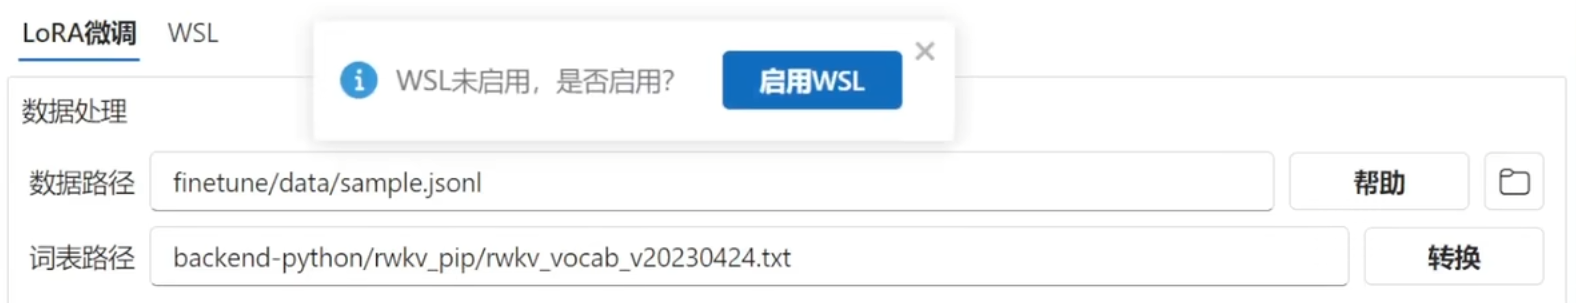 LoRA微调 WSL
WSL未启用，是否启用？ 启用WSL
数据处理
数据路径 finetune/data/sample.jsonl 帮助
词表路径 backend-python/rwkv_pip/rwkv_vocab_v20230424.txt 转换